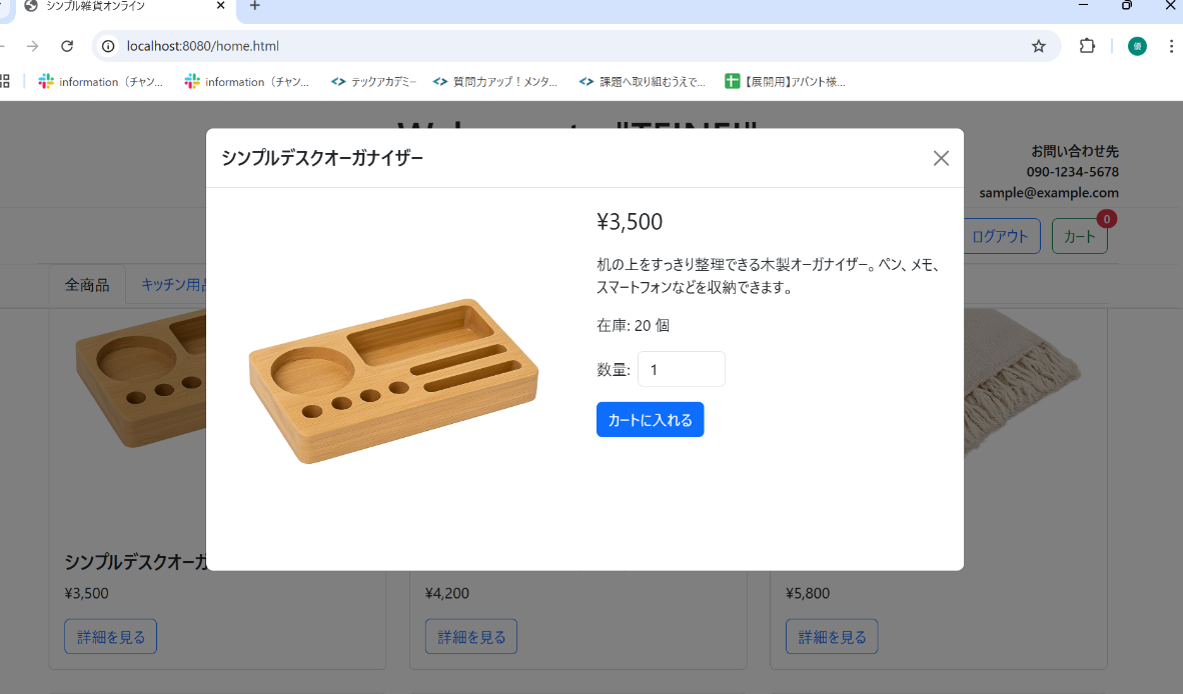 シンプル雑貨オンライン
localhost:8080/home.html
優
information（チャン...
information（チャン...
テックアカデミー
質問力アップ！メンタ...
課題へ取り組むうえで...
【展開用】アバント様...
シンプルデスクオーガナイザー
お問い合わせ先
090-1234-5678
sample@example.com
ログアウト
カート
0
全商品
キッチン用品
¥3,500
机の上をすっきり整理できる木製オーガナイザー。ペン、メモ、
スマートフォンなどを収納できます。
在庫: 20 個
数量: 1
カートに入れる
シンプルデスクオーガ
¥3,500
¥4,200
¥5,800
詳細を見る
詳細を見る
詳細を見る